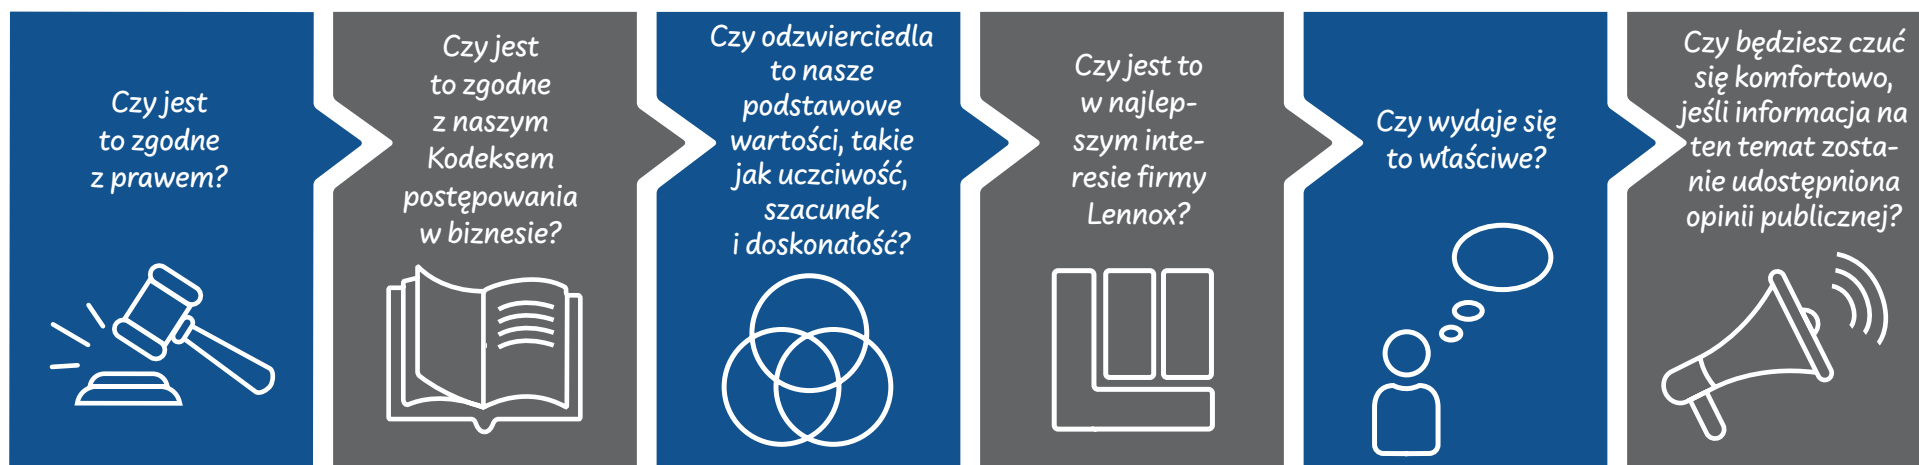 Czy jest
to zgodne
z prawem?
Czy jest
to zgodne
z naszym
Kodeksem
postępowania
w biznesie?
Czy odzwierciedla
to nasze
podstawowe
wartości, takie
jak uczciwość,
szacunek
i doskonałość?
Czy jest to
w najlep-
szym inte-
resie firmy
Lennox?
Czy wydaje się
to właściwe?
Czy będziesz czuć
się komfortowo,
jeśli informacja na
ten temat zosta-
nie udostępniona
opinii publicznej?